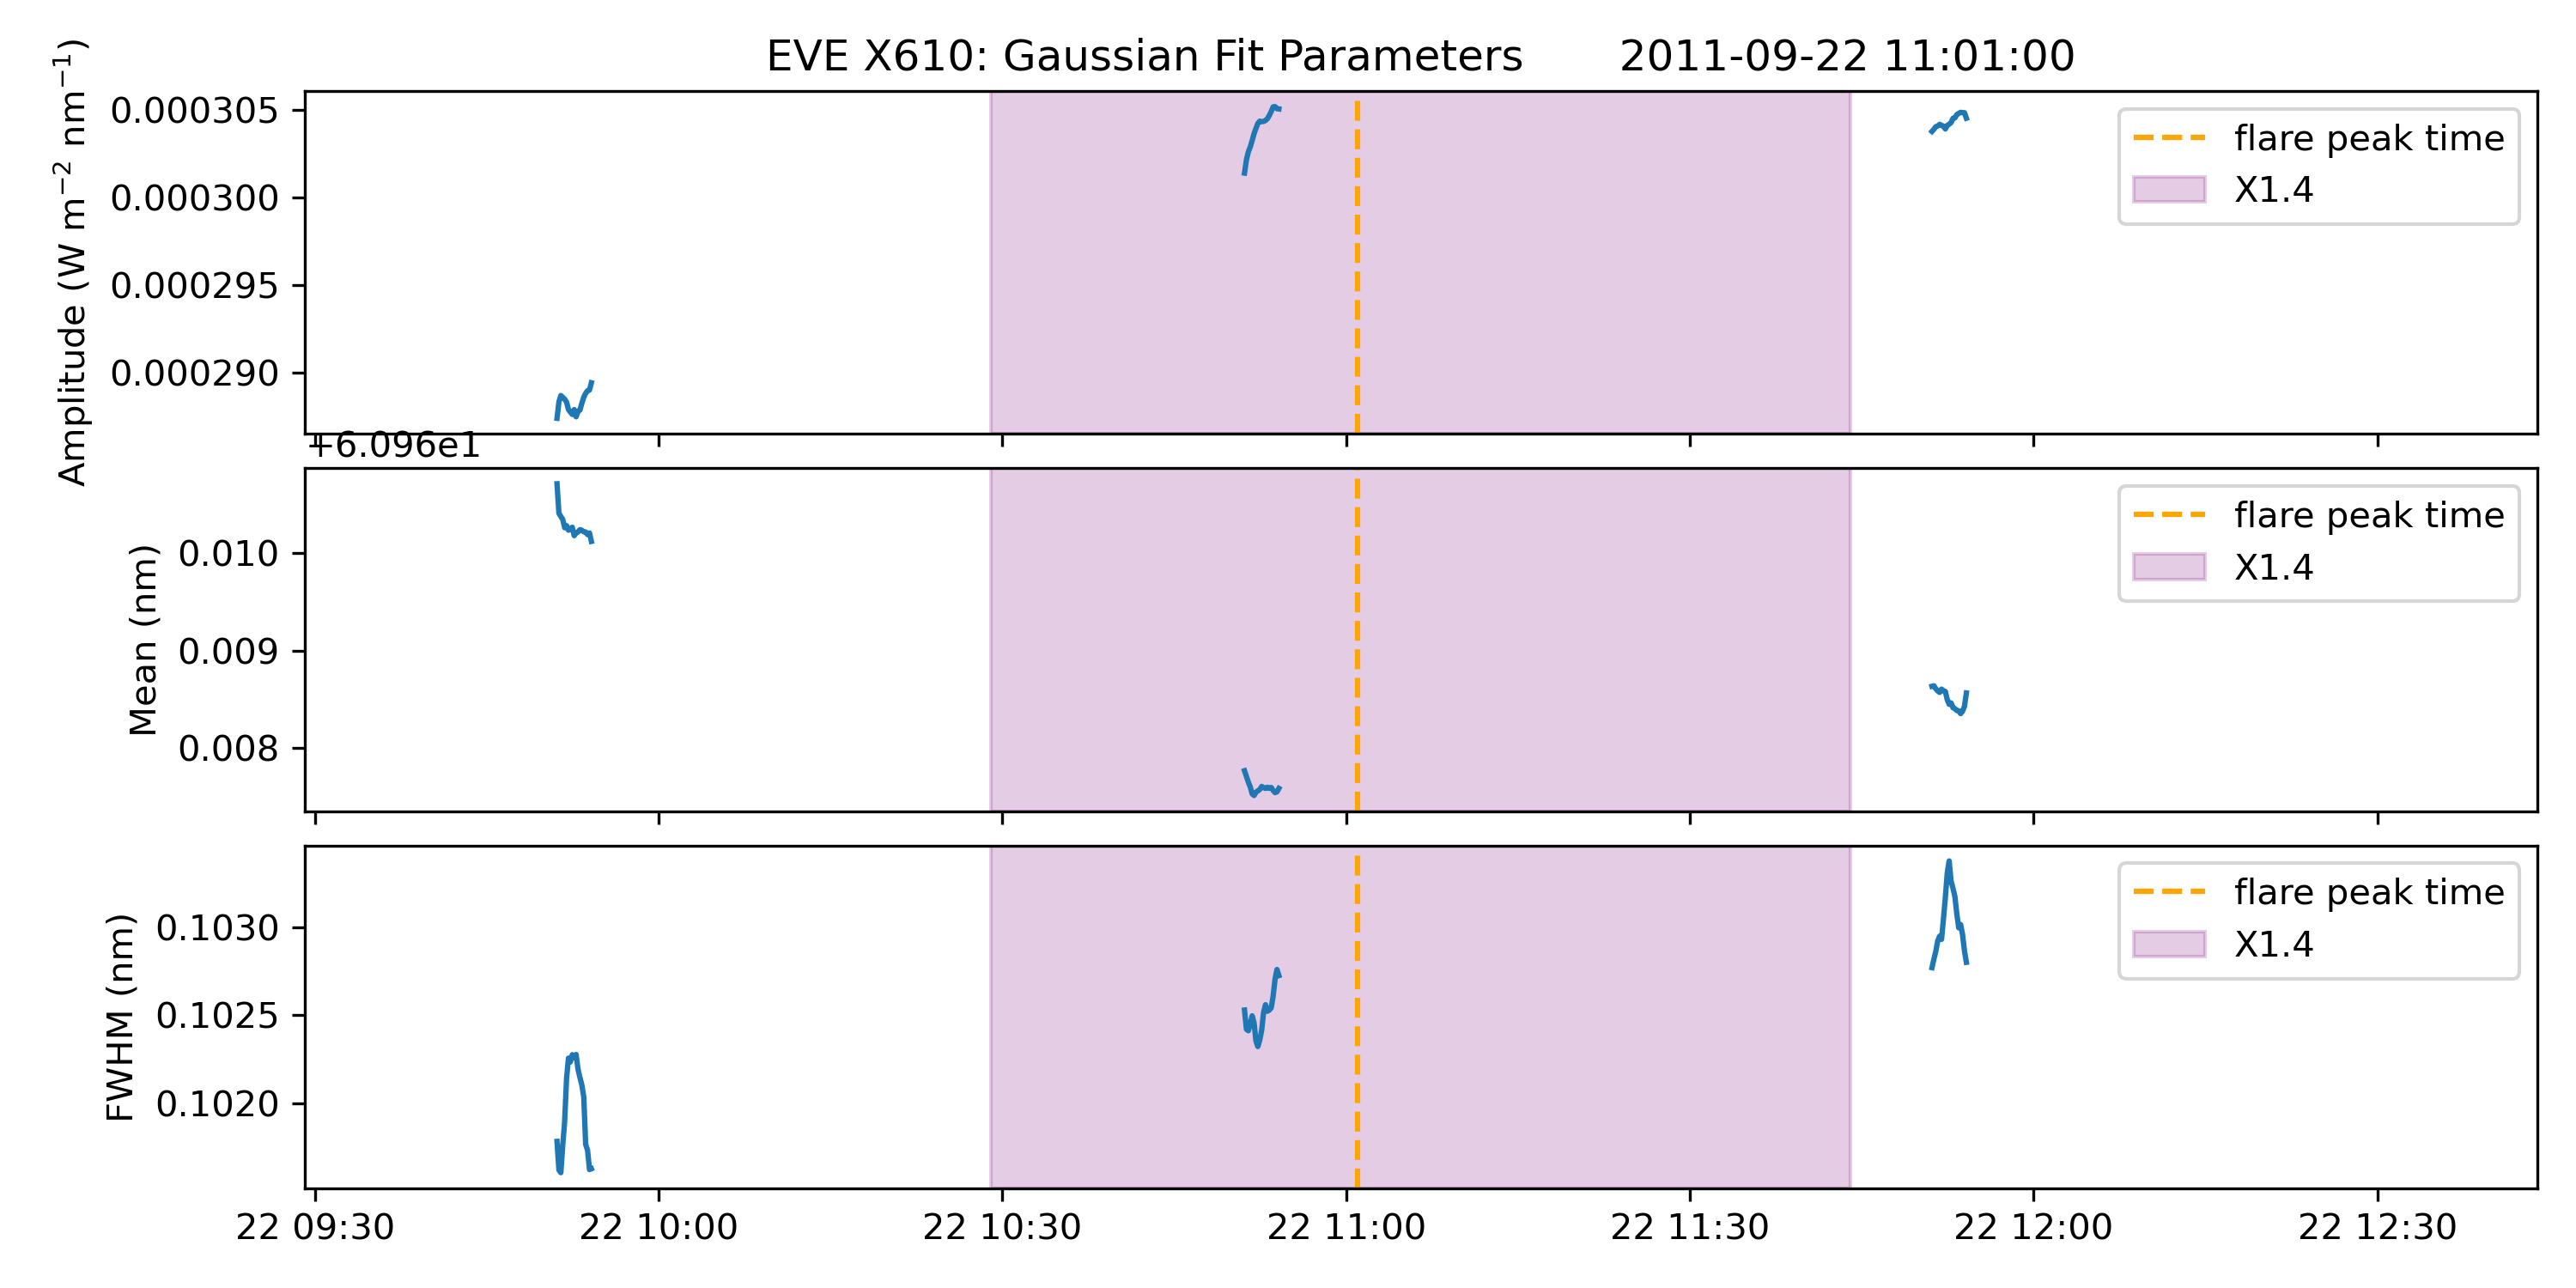 EVE X610: Gaussian Fit Parameters 2011-09-22 11:01:00
Amplitude (W m⁻² nm⁻¹)
0.000305
0.000300
0.000295
0.000290
flare peak time
X1.4
+6.096e1
Mean (nm)
0.010
0.009
0.008
flare peak time
X1.4
FWHM (nm)
0.1030
0.1025
0.1020
flare peak time
X1.4
22 09:30 22 10:00 22 10:30 22 11:00 22 11:30 22 12:00 22 12:30